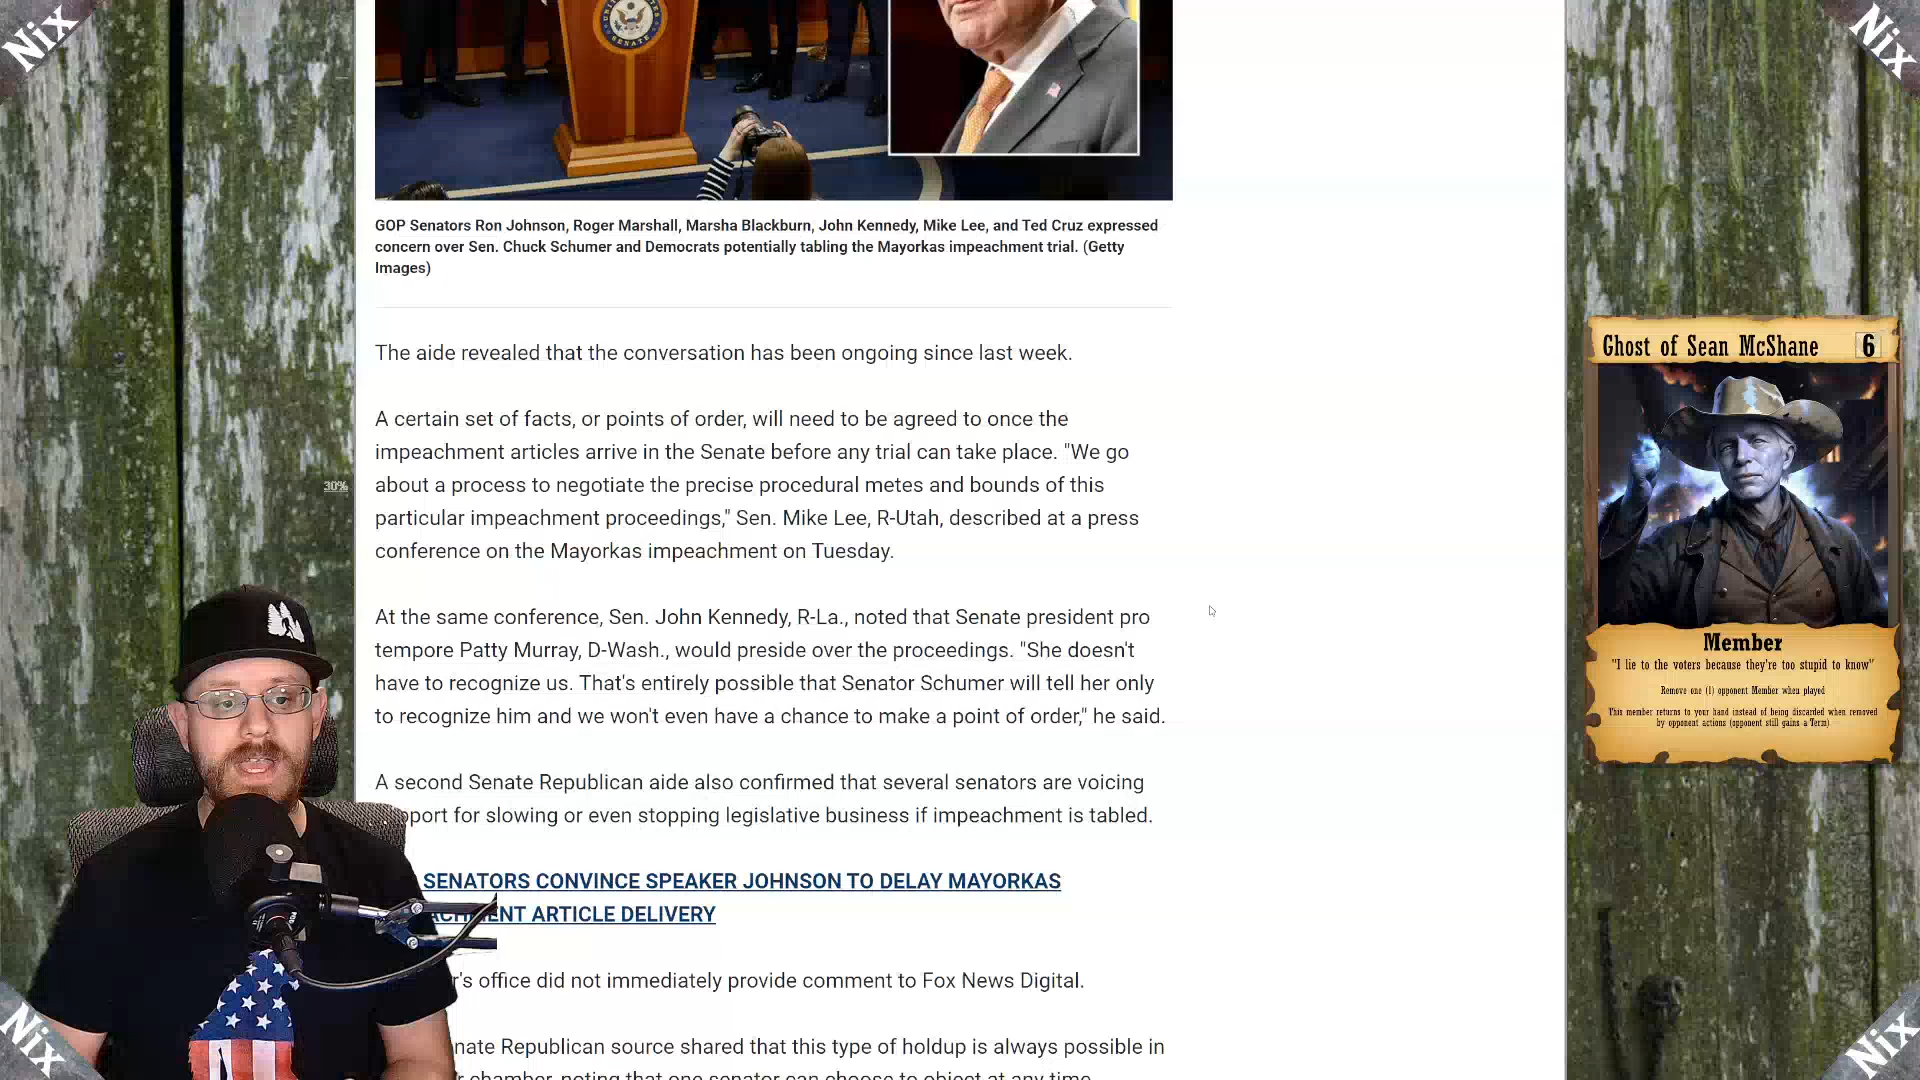 Nix
Nix
UNITED STATES
SENATE
GOP Senators Ron Johnson, Roger Marshall, Marsha Blackburn, John Kennedy, Mike Lee, and Ted Cruz expressed
concern over Sen. Chuck Schumer and Democrats potentially tabling the Mayorkas impeachment trial. (Getty
Images)
The aide revealed that the conversation has been ongoing since last week.
A certain set of facts, or points of order, will need to be agreed to once the
impeachment articles arrive in the Senate before any trial can take place. "We go
about a process to negotiate the precise procedural metes and bounds of this
particular impeachment proceedings," Sen. Mike Lee, R-Utah, described at a press
conference on the Mayorkas impeachment on Tuesday.
30%
At the same conference, Sen. John Kennedy, R-La., noted that Senate president pro
tempore Patty Murray, D-Wash., would preside over the proceedings. "She doesn't
have to recognize us. That's entirely possible that Senator Schumer will tell her only
to recognize him and we won't even have a chance to make a point of order," he said.
A second Senate Republican aide also confirmed that several senators are voicing
pport for slowing or even stopping legislative business if impeachment is tabled.
SENATORS CONVINCE SPEAKER JOHNSON TO DELAY MAYORKAS
ACHMENT ARTICLE DELIVERY
r's office did not immediately provide comment to Fox News Digital.
nate Republican source shared that this type of holdup is always possible in
r chamber, noting that one senator can choose to object at any time.
Ghost of Sean McShane 6
Member
"I lie to the voters because they're too stupid to know"
Remove one (1) opponent Member when played
This member returns to your hand instead of being discarded when removed
by opponent actions (opponent still gains a Term)
Nix
Nix